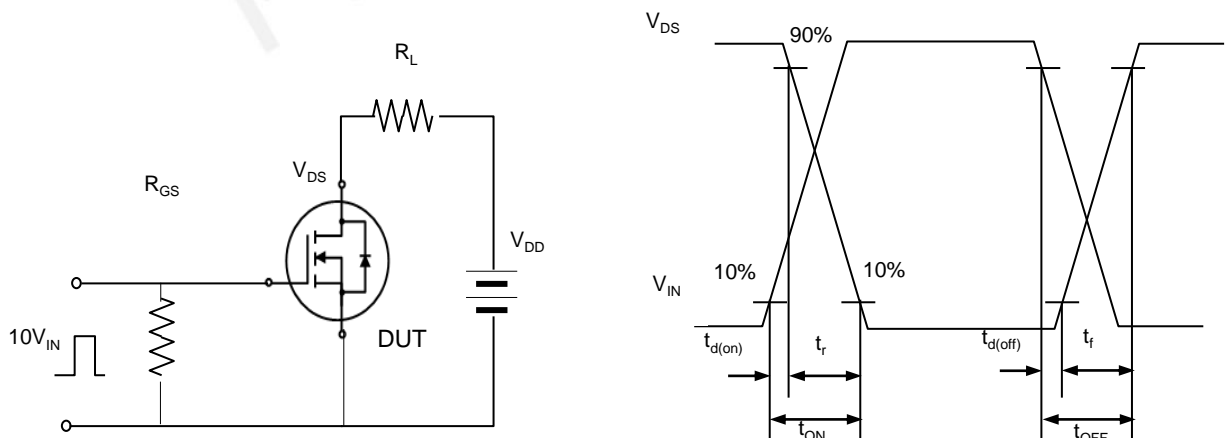 R_L
V_DS
R_GS
V_DD
DUT
10V_IN
V_DS
90%
10%
10%
V_IN
t_d(on)
t_r
t_d(off)
t_f
t_ON
t_OFF